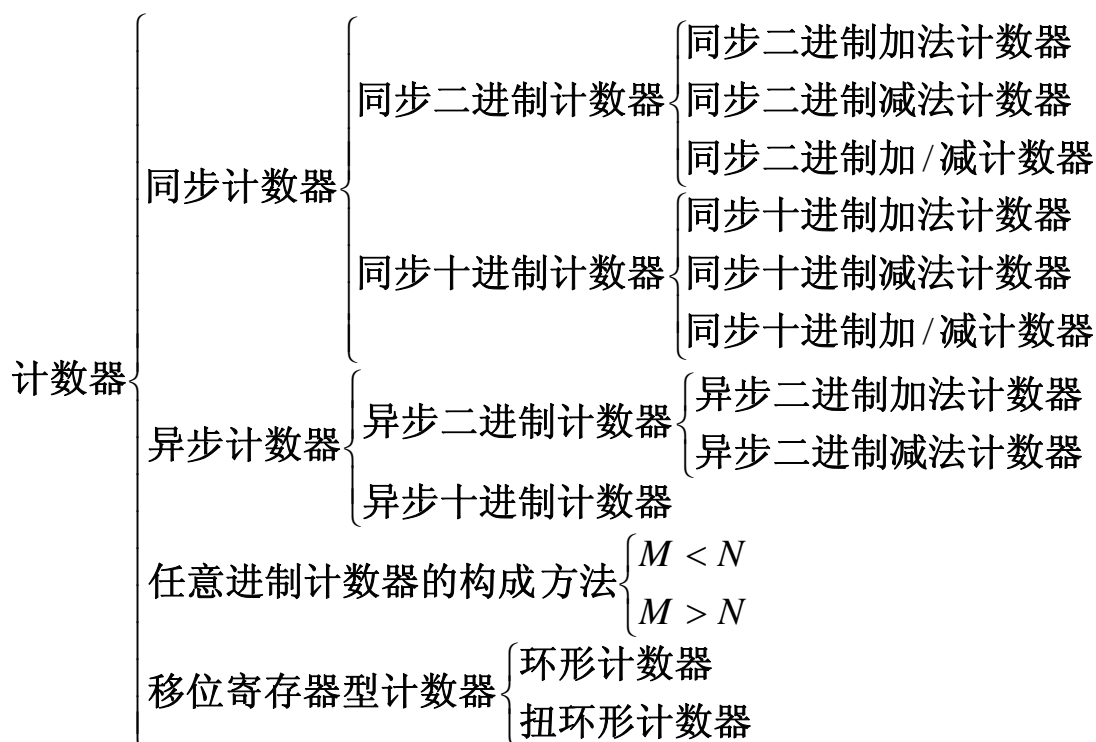 计数器
同步计数器
同步二进制计数器
同步二进制加法计数器
同步二进制减法计数器
同步二进制加/减计数器
同步十进制计数器
同步十进制加法计数器
同步十进制减法计数器
同步十进制加/减计数器
异步计数器
异步二进制计数器
异步二进制加法计数器
异步二进制减法计数器
异步十进制计数器
任意进制计数器的构成方法
M < N
M > N
移位寄存器型计数器
环形计数器
扭环形计数器